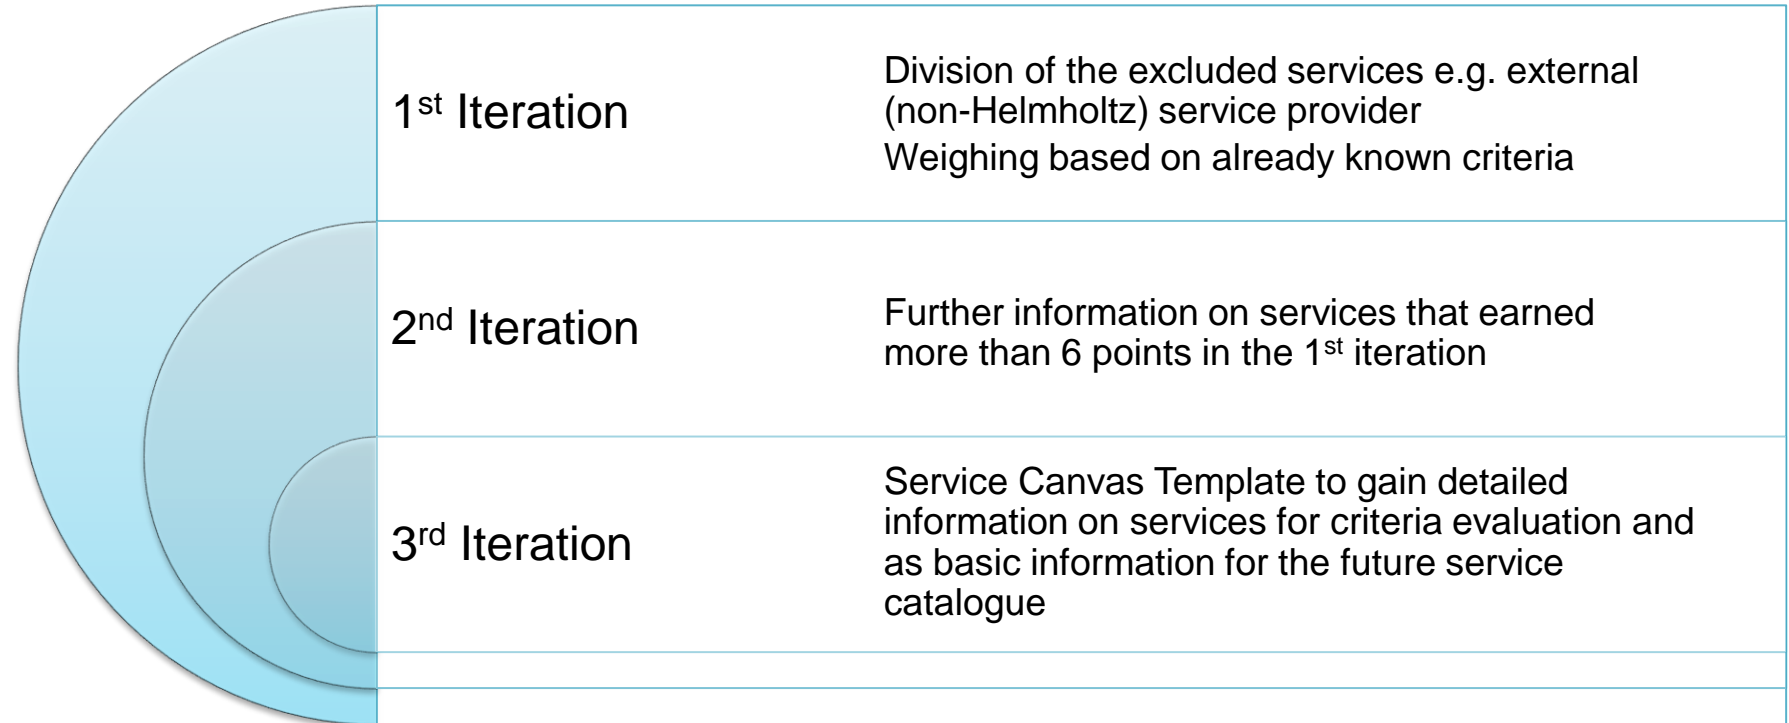 1st Iteration
Division of the excluded services e.g. external
(non-Helmholtz) service provider
Weighing based on already known criteria
2nd Iteration
Further information on services that earned
more than 6 points in the 1st iteration
3rd Iteration
Service Canvas Template to gain detailed
information on services for criteria evaluation and
as basic information for the future service
catalogue